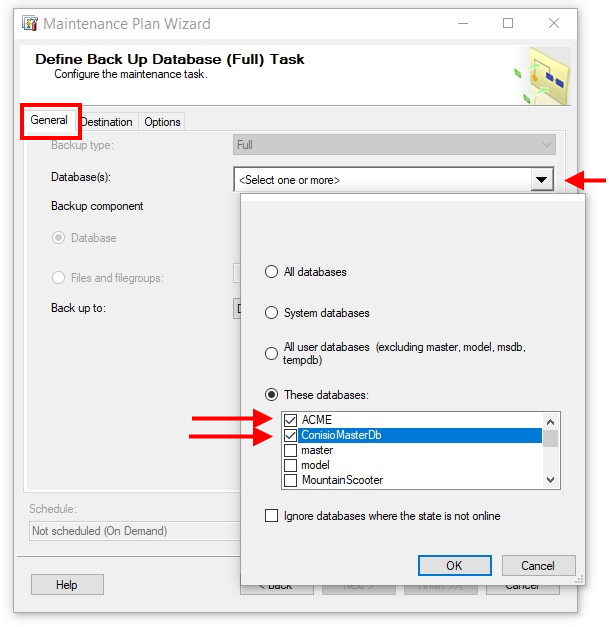 Maintenance Plan Wizard
Define Back Up Database (Full) Task
Configure the maintenance task.
General
Destination
Options
Backup type:
Full
Database(s):
<Select one or more>
Backup component
Database
Files and filegroups:
Back up to:
All databases
System databases
All user databases (excluding master, model, msdb,
tempdb)
These databases:
ACME
ConisioMasterDb
master
model
MountainScooter
Ignore databases where the state is not online
OK
Cancel
Schedule:
Not scheduled (On Demand)
Help
< Back
Next >
Finish >>|
Cancel